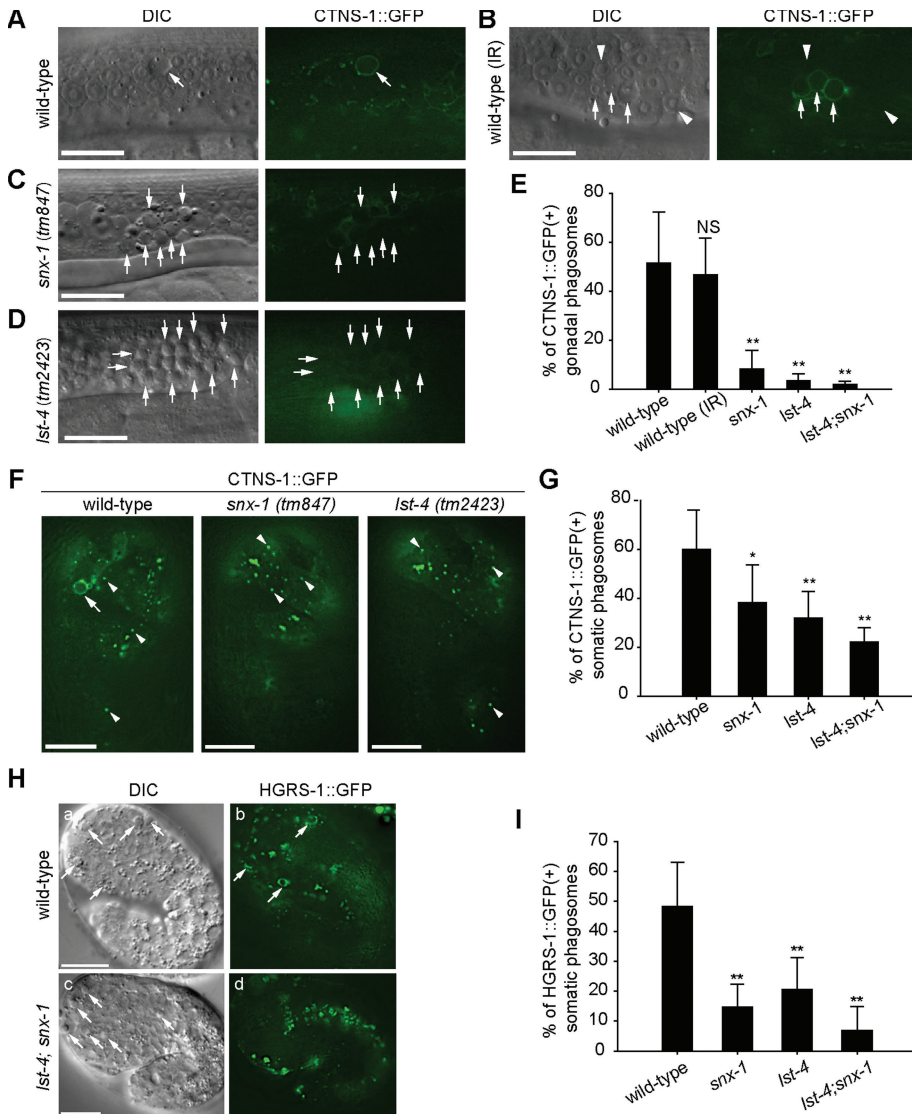 A
DIC
CTNS-1::GFP
wild-type
B
DIC
CTNS-1::GFP
wild-type (IR)
C
snx-1 (tm847)
D
lst-4 (tm2423)
E
% of CTNS-1::GFP(+)
gonadal phagosomes
80
60
40
20
0
NS
**
**
**
wild-type
wild-type (IR)
snx-1
lst-4
lst-4;snx-1
F
CTNS-1::GFP
wild-type
snx-1 (tm847)
lst-4 (tm2423)
G
% of CTNS-1::GFP(+)
somatic phagosomes
80
60
40
20
0
*
**
**
wild-type
snx-1
lst-4
lst-4;snx-1
H
DIC
HGRS-1::GFP
wild-type
a
b
lst-4; snx-1
c
d
I
% of HGRS-1::GFP(+)
somatic phagosomes
70
60
50
40
30
20
10
0
**
**
**
wild-type
snx-1
lst-4
lst-4;snx-1